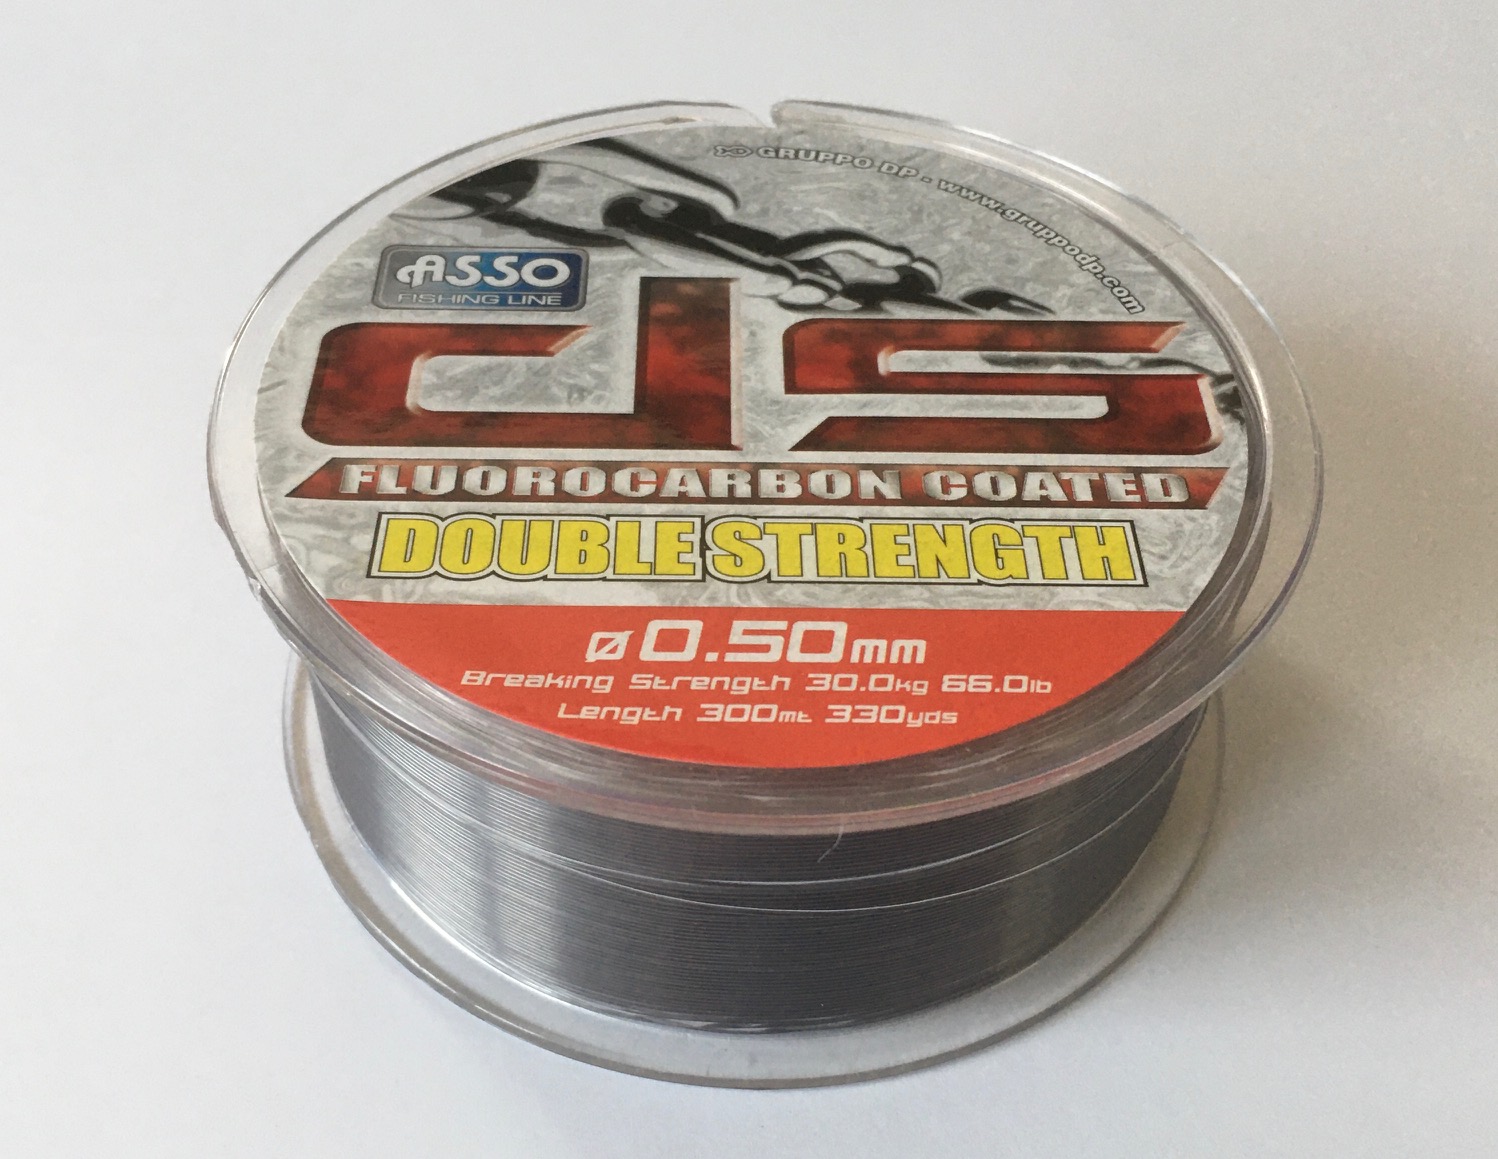 GRUPPO DP - www.gruppodp.com
ASSO
FISHING LINE
ds
FLUOROCARBON COATED
DOUBLE STRENGTH
ø 0.50mm
Breaking Strength 30.0kg 66.0lb
Length 300mt 330yds